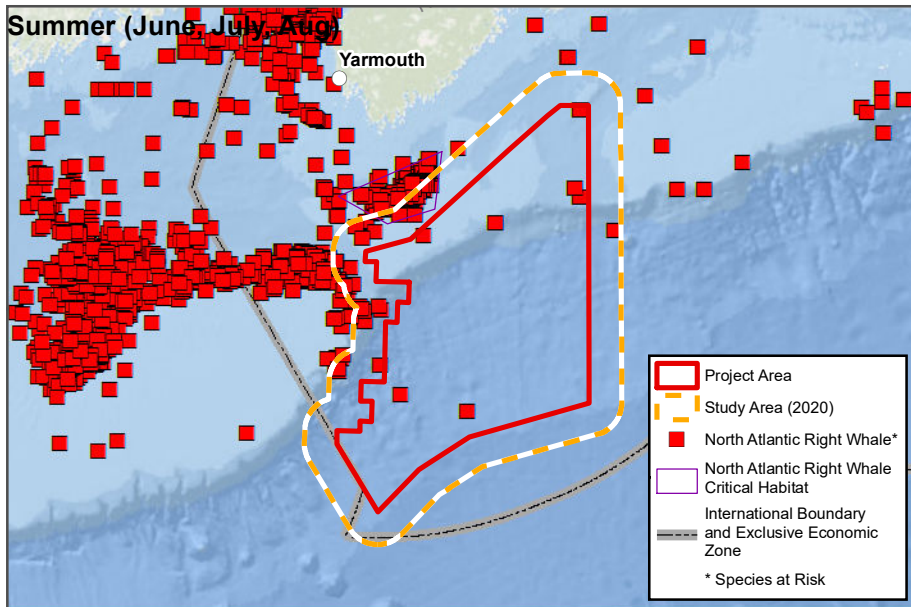 Summer (June, July, Aug)
Yarmouth
Project Area
Study Area (2020)
North Atlantic Right Whale*
North Atlantic Right Whale
Critical Habitat
International Boundary
and Exclusive Economic
Zone
* Species at Risk